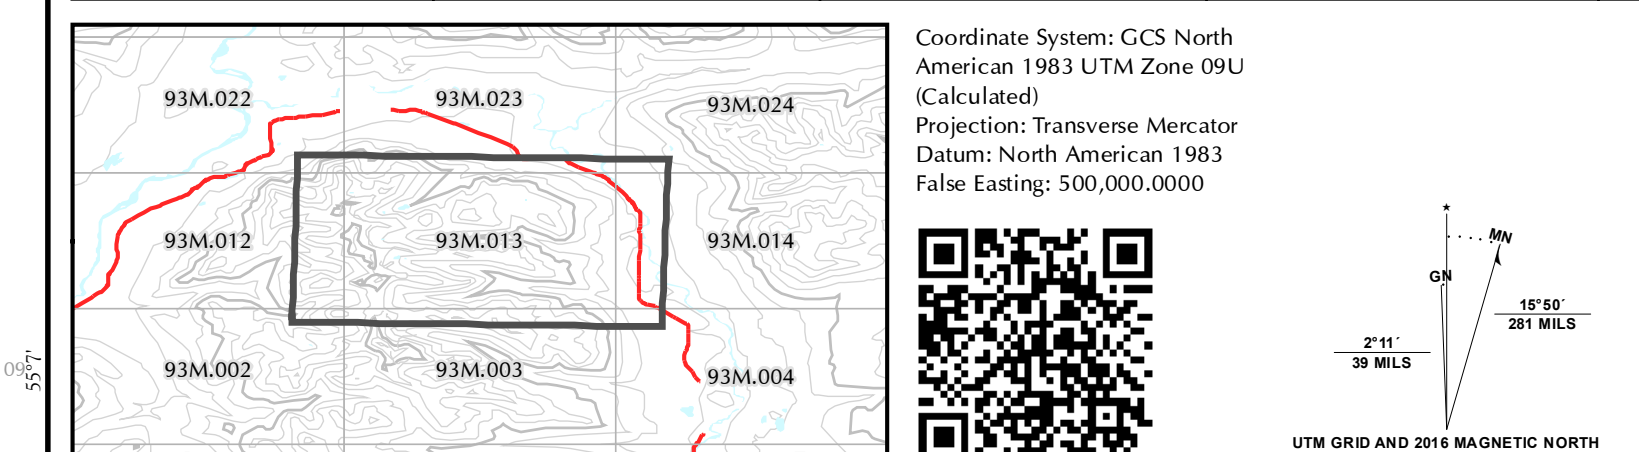 93M.022
93M.023
93M.024
93M.012
93M.013
93M.014
93M.002
93M.003
93M.004
09
55°7'
Coordinate System: GCS North
American 1983 UTM Zone 09U
(Calculated)
Projection: Transverse Mercator
Datum: North American 1983
False Easting: 500,000.0000
MN
GN
15°50´
281 MILS
2°11´
39 MILS
UTM GRID AND 2016 MAGNETIC NORTH